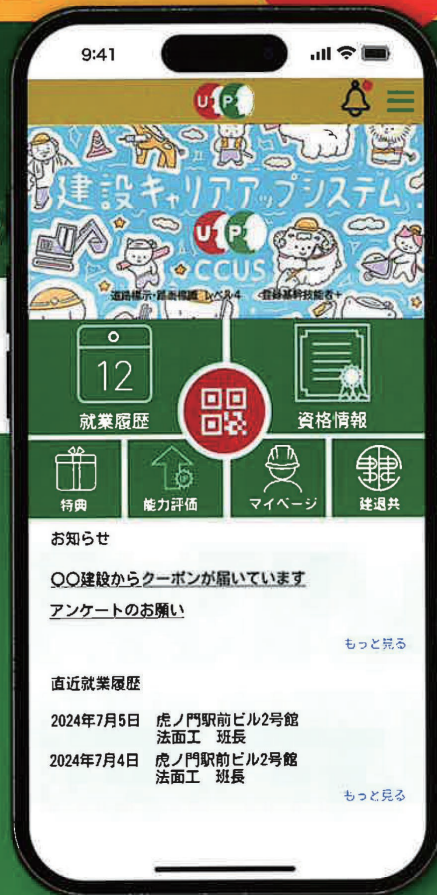 9:41
UP
建設キャリアアップシステム
UP
CCUS
道路標示・路面標識 レベル4 登録基幹技能者+
12
就業履歴
資格情報
特典
能力評価
マイページ
建退共
お知らせ
〇〇建設からクーポンが届いています
アンケートのお願い
もっと見る
直近就業履歴
2024年7月5日 虎ノ門駅前ビル2号館
法面工 班長
2024年7月4日 虎ノ門駅前ビル2号館
法面工 班長
もっと見る